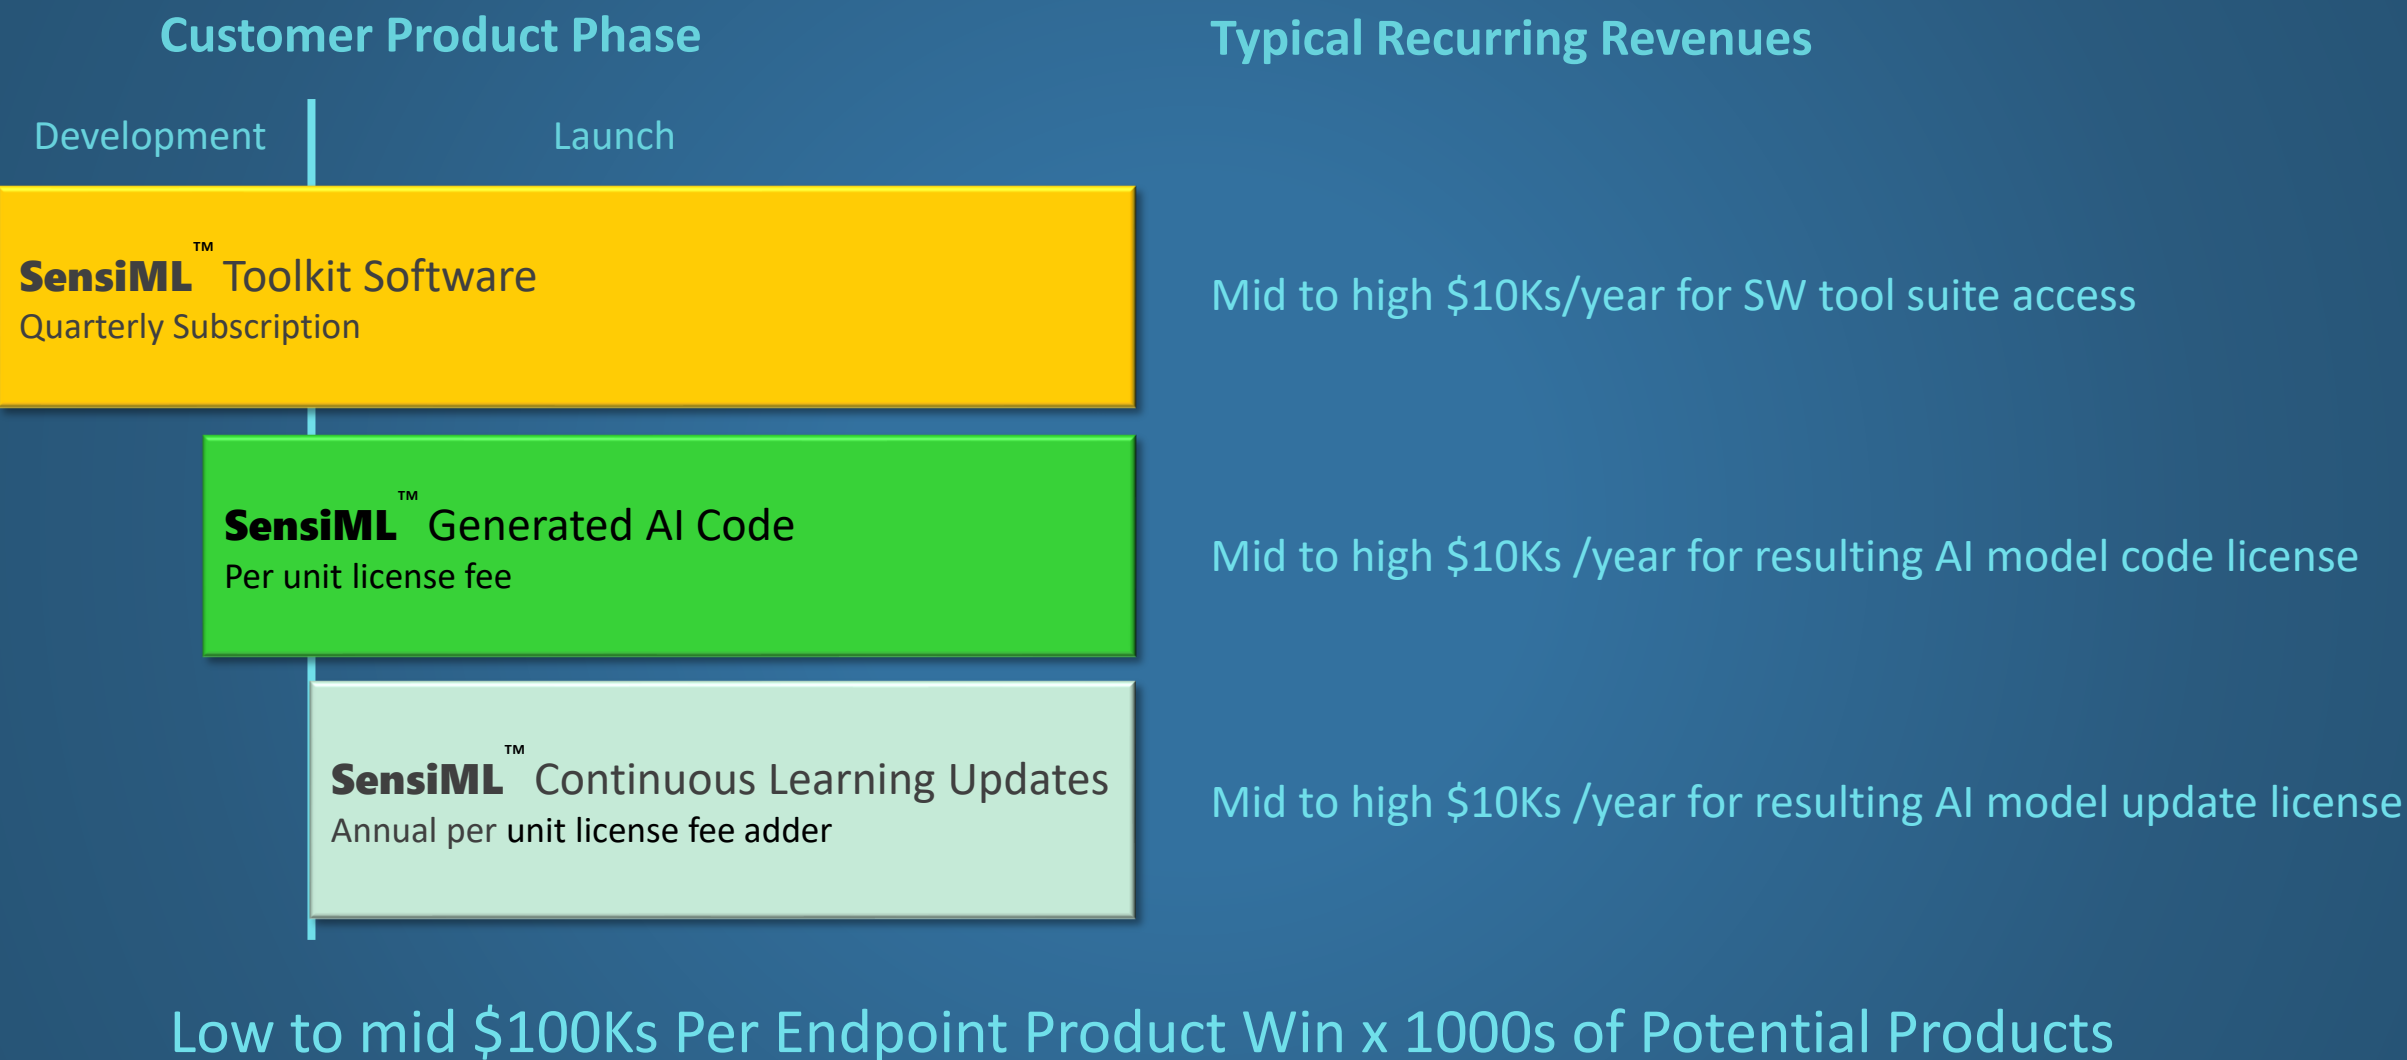 Customer Product Phase
Typical Recurring Revenues
Development
Launch
SensiML™ Toolkit Software
Quarterly Subscription
Mid to high $10Ks/year for SW tool suite access
SensiML™ Generated AI Code
Per unit license fee
Mid to high $10Ks /year for resulting AI model code license
SensiML™ Continuous Learning Updates
Annual per unit license fee adder
Mid to high $10Ks /year for resulting AI model update license
Low to mid $100Ks Per Endpoint Product Win x 1000s of Potential Products